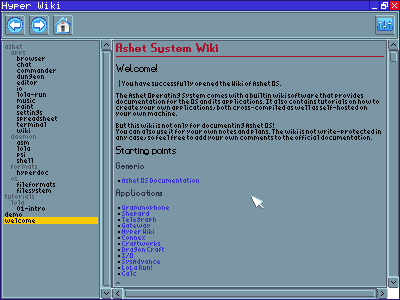 Hyper Wiki
ashet
apps
browser
chat
commander
dungeon
editor
io
lola-run
music
paint
settings
spreadsheet
terminal
wiki
daemon
asm
lola
psi
shell
formats
hyperdoc
os
fileformats
filesystem
tutorials
lola
01-intro
demo
welcome
Ashet System Wiki
Welcome!
You have successfully opened the Wiki of Ashet OS.
The Ashet Operating System comes with a builtin wiki software that provides
documentation for the OS and its applications. It also contains tutorials on how to
create your own applications, both cross-compiled as well as self-hosted on
your own machine.
But this wiki is not only for documenting Ashet OS!
You can also use it for your own notes and plans. The wiki is not write-protected in
any case, so feel free to add your own comments to the official documentation.
Starting points
Generic
• Ashet OS Documentation
Applications
• Grammophone
• Shepard
• Telegraph
• Gateway
• Hyper Wiki
• Connex
• Craftworks
• Dragon Craft
• I/O
• SysAdvance
• LoLa Run!
• Calc